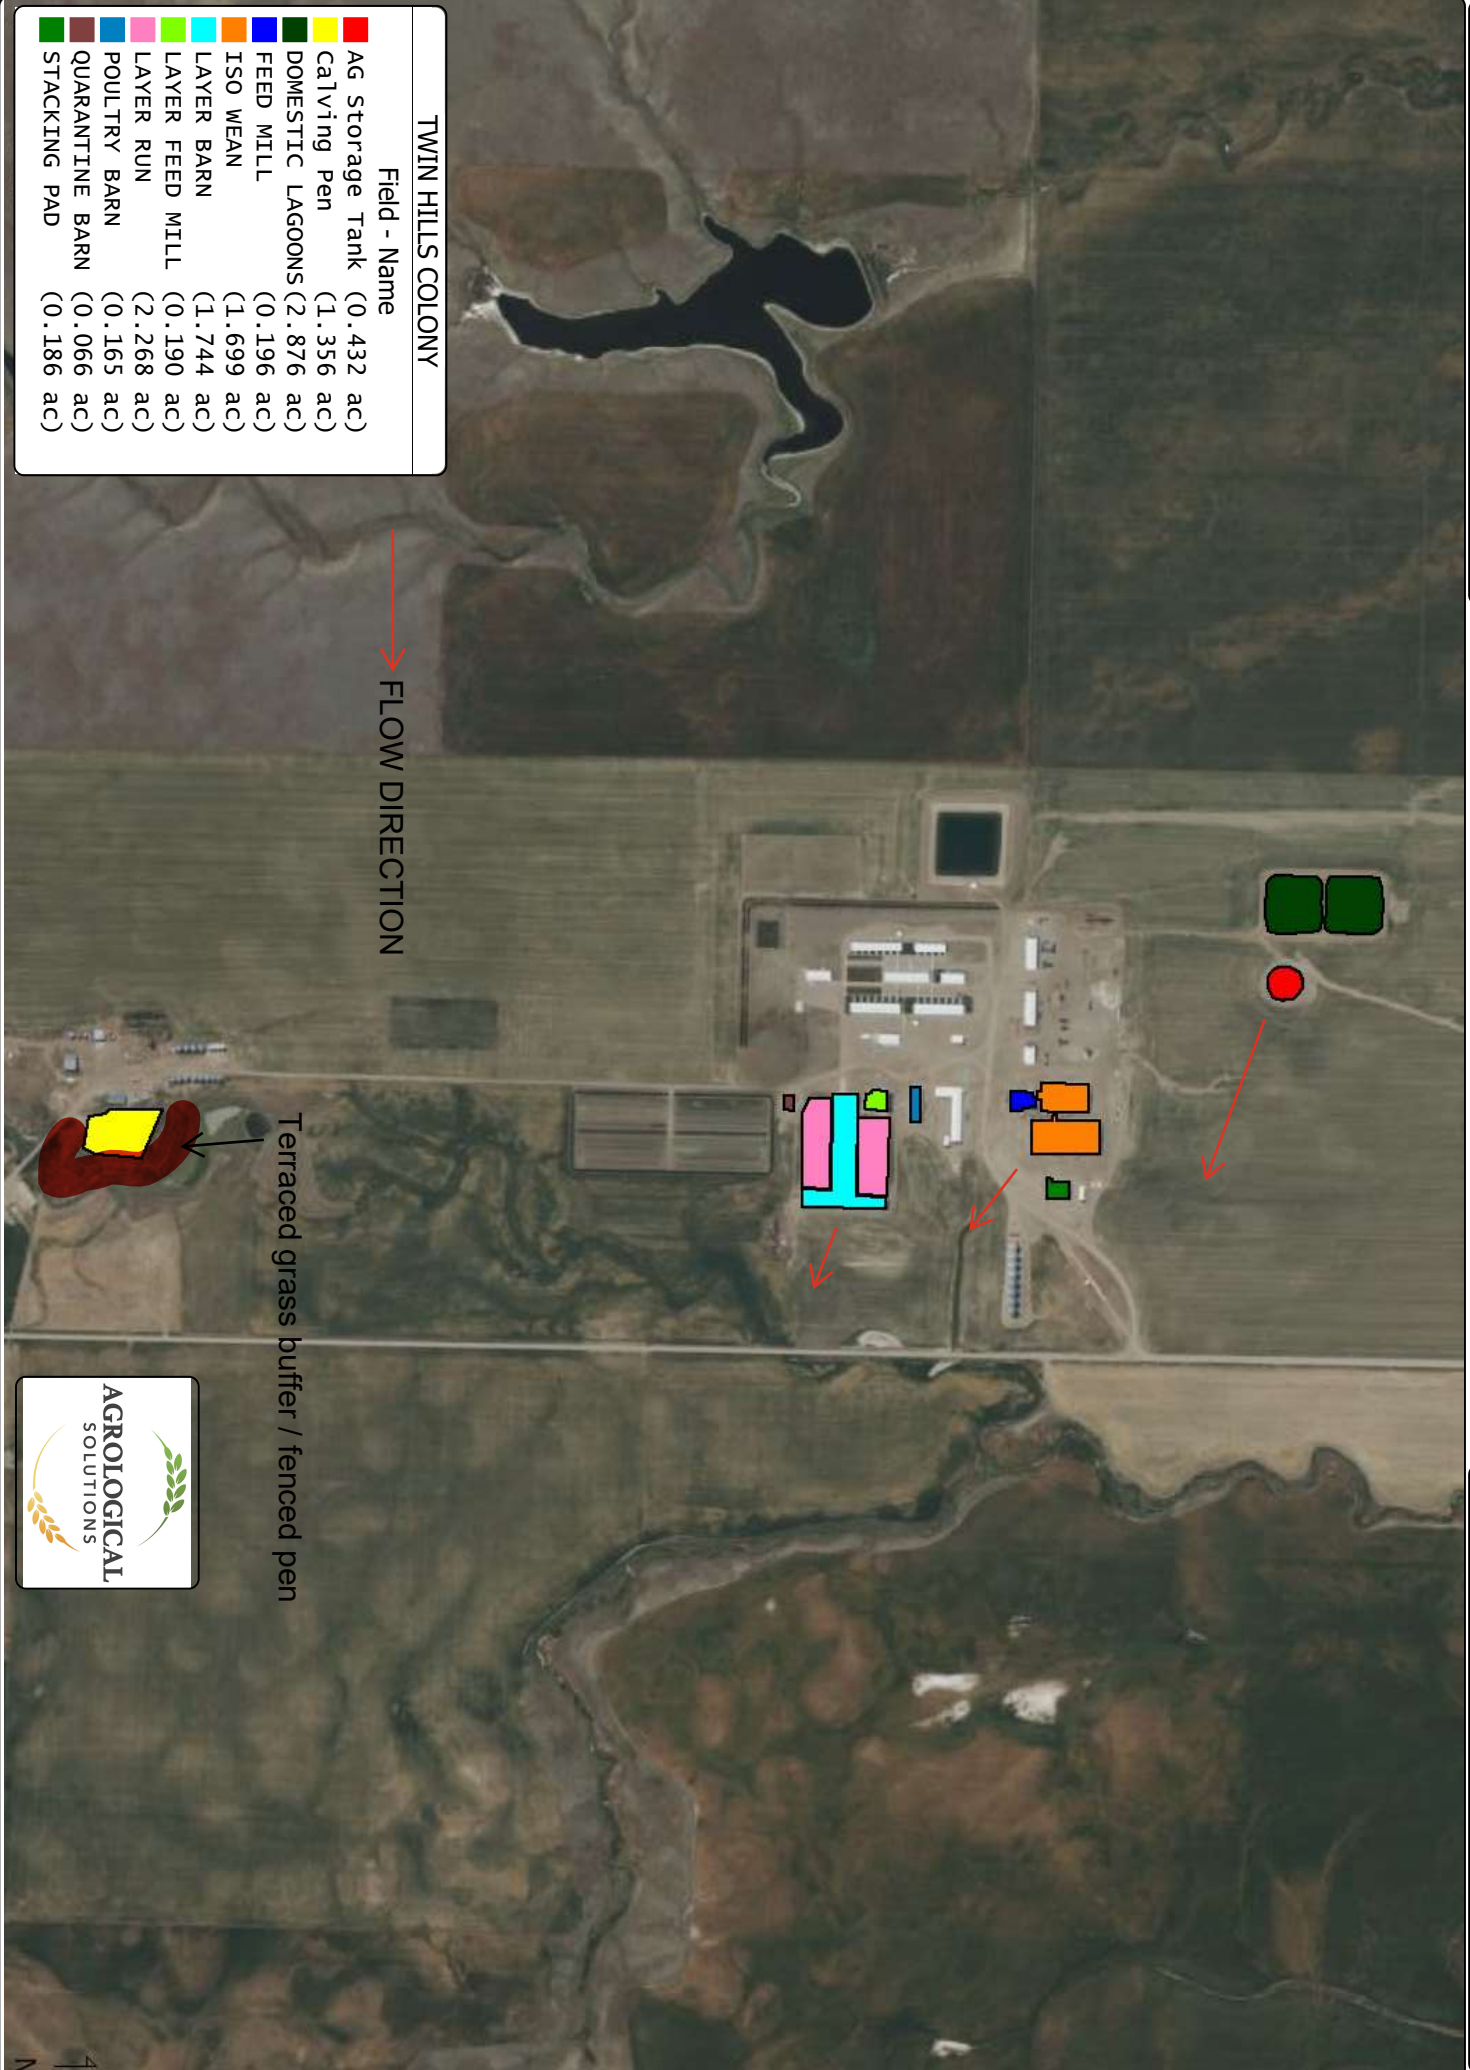 TWIN HILLS COLONY
Field - Name
AG Storage Tank (0.432 ac)
Calving Pen (1.356 ac)
DOMESTIC LAGOONS (2.876 ac)
FEED MILL (0.196 ac)
ISO WEAN (1.699 ac)
LAYER BARN (1.744 ac)
LAYER FEED MILL (0.190 ac)
LAYER RUN (2.268 ac)
POULTRY BARN (0.165 ac)
QUARANTINE BARN (0.066 ac)
STACKING PAD (0.186 ac)
FLOW DIRECTION
Terraced grass buffer / fenced pen
AGROLOGICAL
SOLUTIONS
N